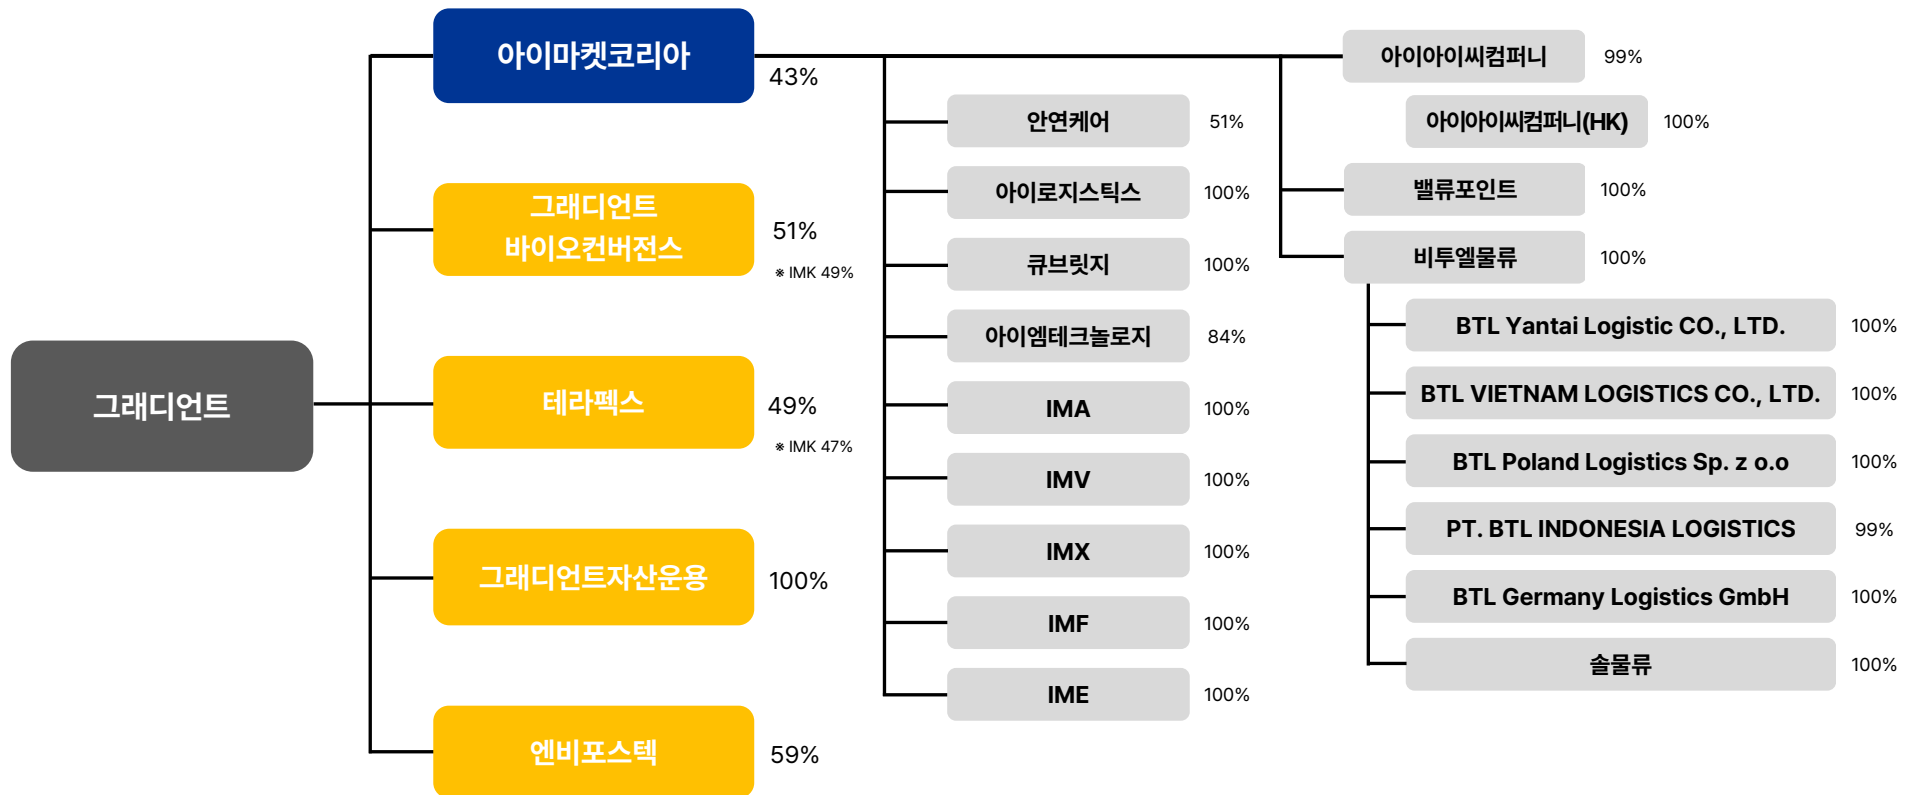 그래디언트
아이마켓코리아
43%
그래디언트
바이오컨버전스
51%
※ IMK 49%
테라펙스
49%
※ IMK 47%
그래디언트자산운용
100%
엔비포스텍
59%
안연케어
51%
아이로지스틱스
100%
큐브릿지
100%
아이엠테크놀로지
84%
IMA
100%
IMV
100%
IMX
100%
IMF
100%
IME
100%
아이아이씨컴퍼니
99%
아이아이씨컴퍼니(HK)
100%
밸류포인트
100%
비투엘물류
100%
BTL Yantai Logistic CO., LTD.
100%
BTL VIETNAM LOGISTICS CO., LTD.
100%
BTL Poland Logistics Sp. z o.o
100%
PT. BTL INDONESIA LOGISTICS
99%
BTL Germany Logistics GmbH
100%
솔물류
100%